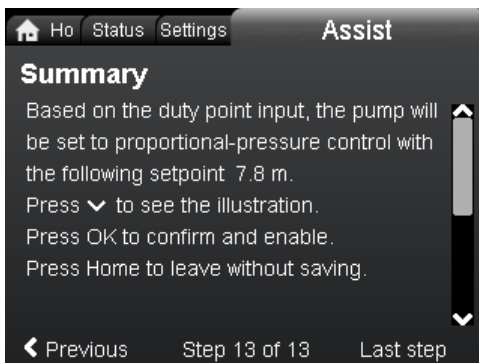 Ho Status Settings Assist
Summary
Based on the duty point input, the pump will
be set to proportional-pressure control with
the following setpoint 7.8 m.
Press to see the illustration.
Press OK to confirm and enable.
Press Home to leave without saving.
Previous Step 13 of 13 Last step